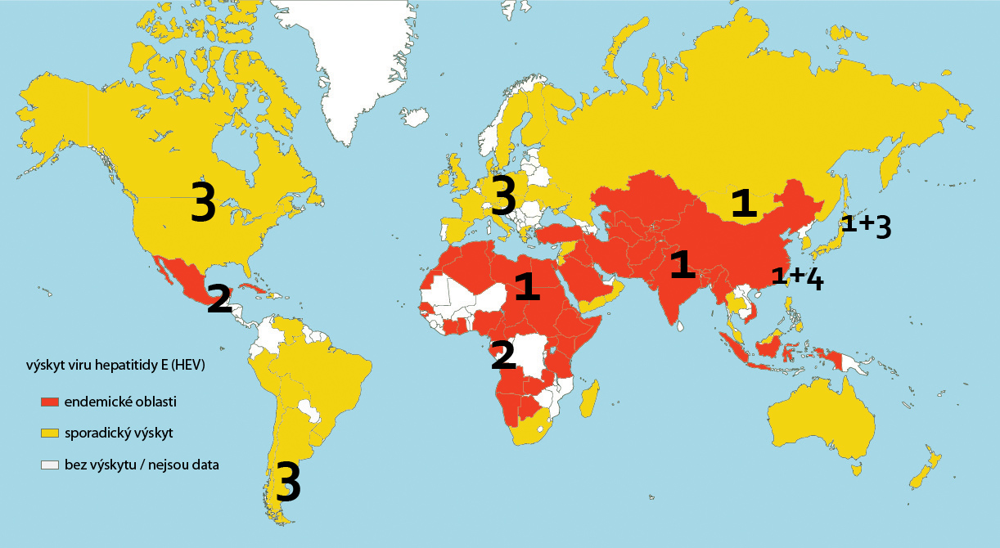 3
3
1
1+3
1
1
1+4
2
2
výskyt viru hepatitidy E (HEV)
endemické oblasti
sporadický výskyt
bez výskytu / nejsou data
3